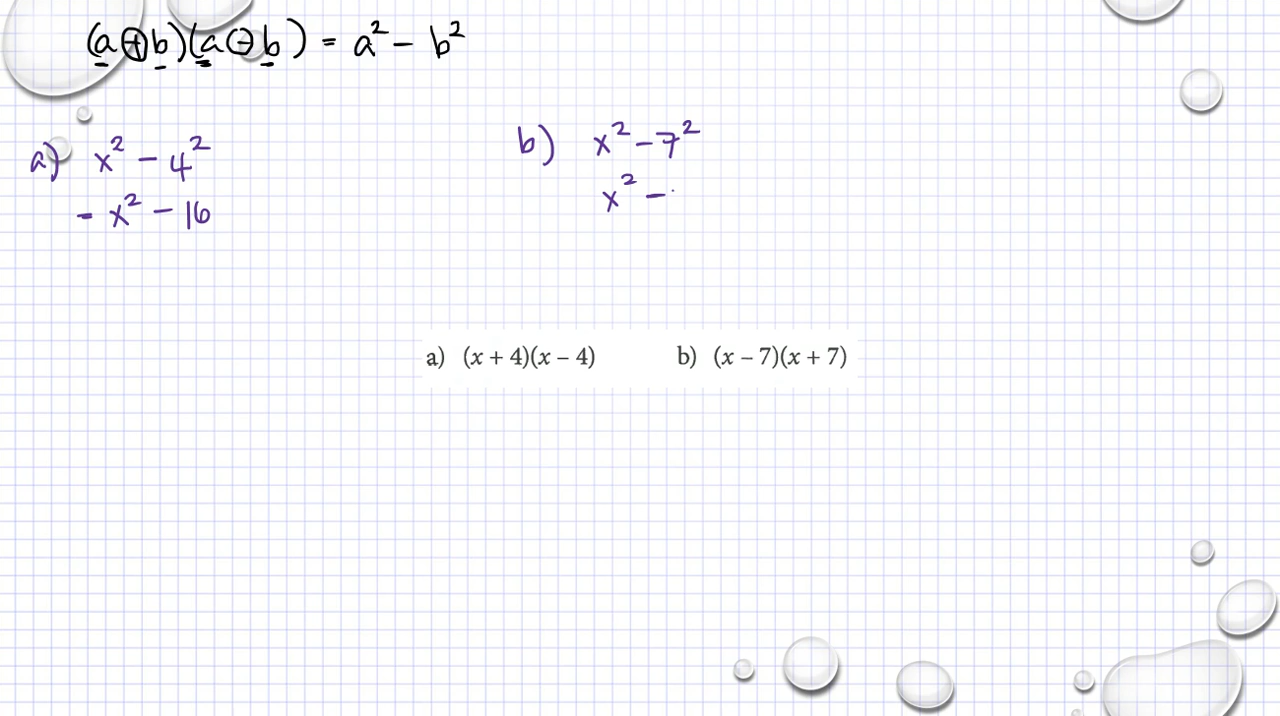 (a+b)(a-b) = a² - b²
a) x² - 4²
= x² - 16
b) x² - 7²
x² -
a) (x + 4)(x – 4) b) (x – 7)(x + 7)